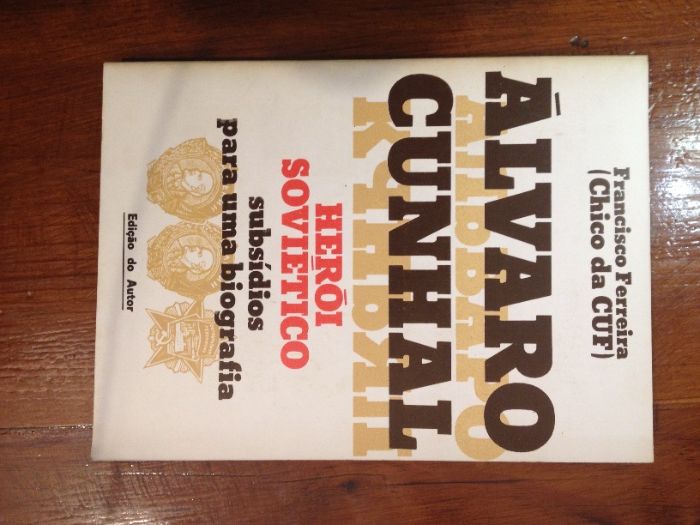 Francisco Ferreira
(Chico da CUF)
ÁLVARO
CUNHAL
HERÓI
SOVIÉTICO
subsídios
para uma biografia
Edição do Autor